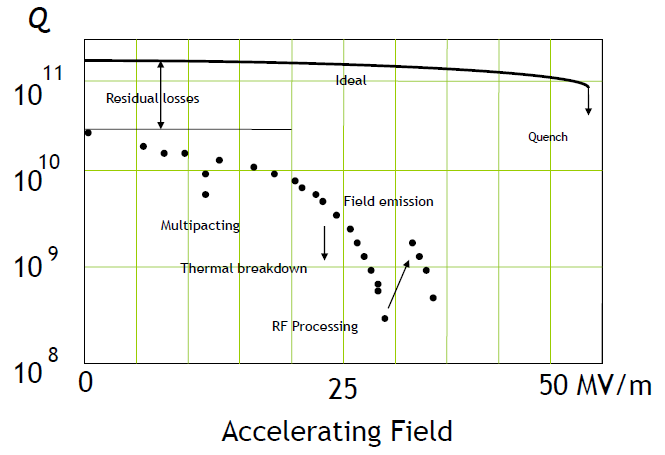 Q
10^11
Ideal
Residual losses
Quench
10^10
Field emission
Multipacting
10^9
Thermal breakdown
RF Processing
10^8
0
25
50 MV/m
Accelerating Field